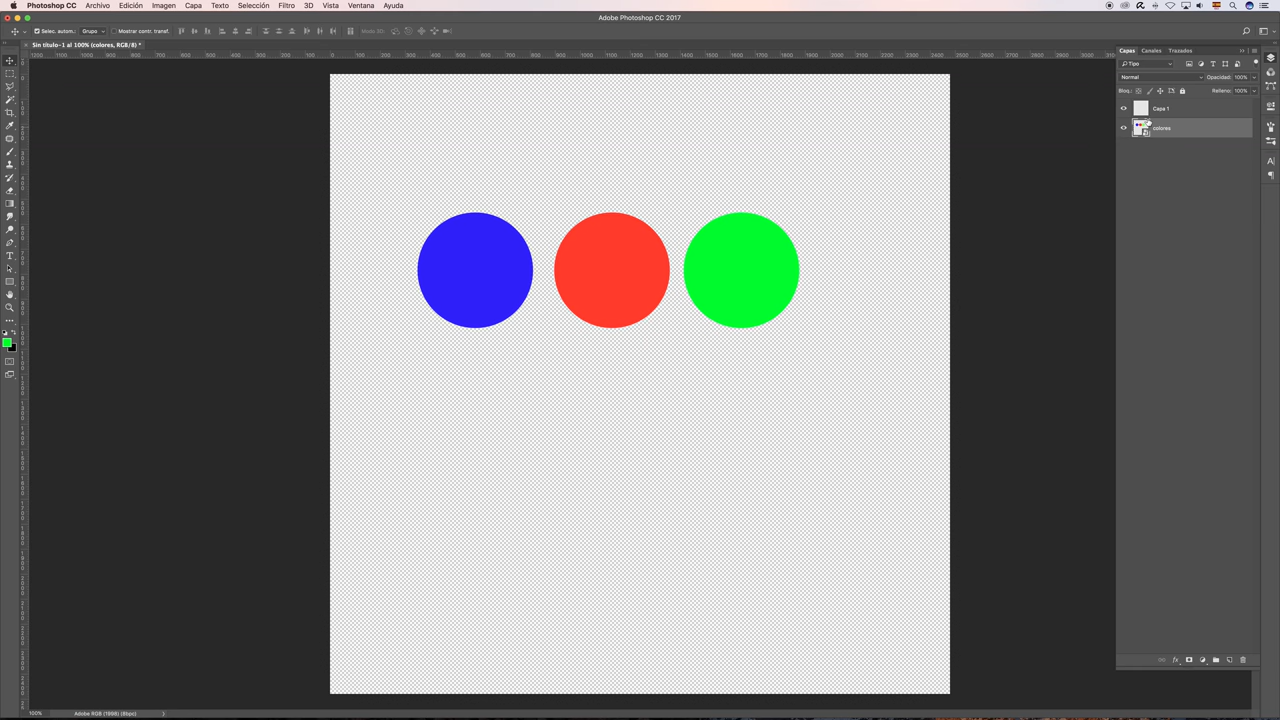 Photoshop CC Archivo Edición Imagen Capa Texto Selección Filtro 3D Vista Ventana Ayuda
Adobe Photoshop CC 2017
Selec. autom.: Grupo Mostrar contr. transf. Modo 3D:
Sin título-1 al 100% (colores, RGB/8) *
Capas Canales Trazados
Tipo
Normal Opacidad: 100%
Bloq.: Relleno: 100%
Capa 1
colores
100% Adobe RGB (1998) (8bpc)